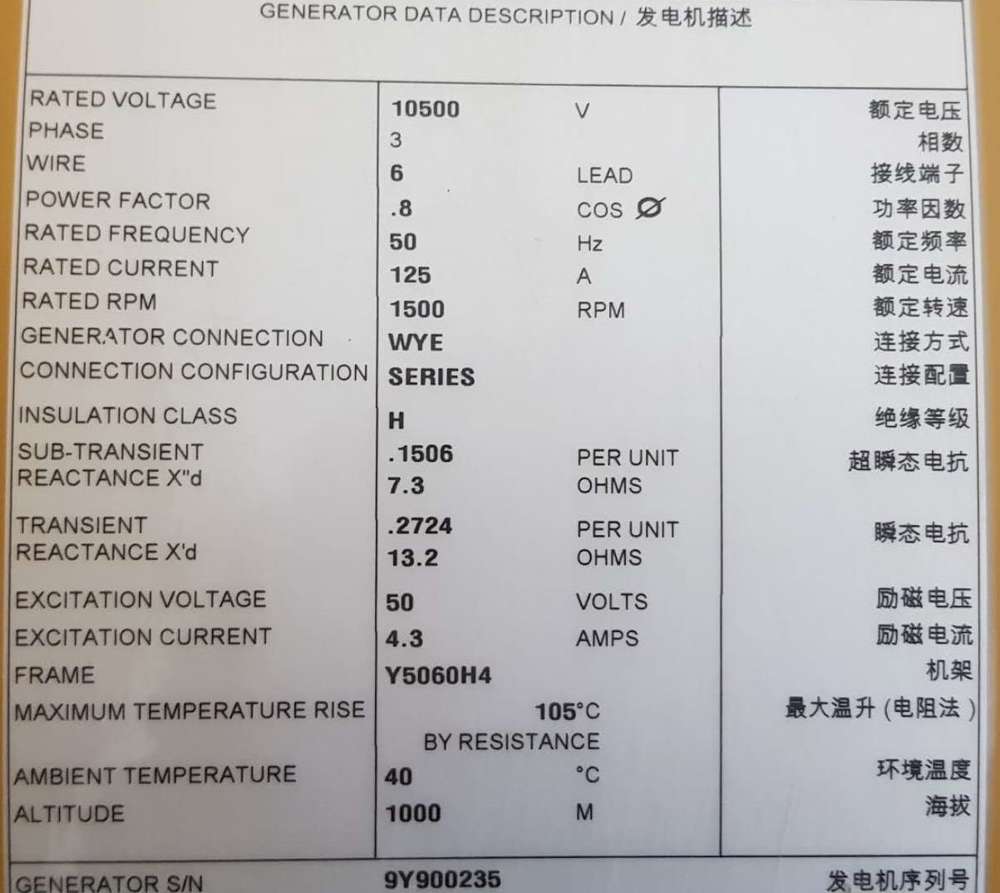 GENERATOR DATA DESCRIPTION / 发电机描述
RATED VOLTAGE 10500 V 额定电压
PHASE 3 相数
WIRE 6 LEAD 接线端子
POWER FACTOR .8 COS Ø 功率因数
RATED FREQUENCY 50 Hz 额定频率
RATED CURRENT 125 A 额定电流
RATED RPM 1500 RPM 额定转速
GENERATOR CONNECTION WYE 连接方式
CONNECTION CONFIGURATION SERIES 连接配置
INSULATION CLASS H 绝缘等级
SUB-TRANSIENT .1506 PER UNIT 超瞬态电抗
REACTANCE X"d 7.3 OHMS
TRANSIENT .2724 PER UNIT 瞬态电抗
REACTANCE X'd 13.2 OHMS
EXCITATION VOLTAGE 50 VOLTS 励磁电压
EXCITATION CURRENT 4.3 AMPS 励磁电流
FRAME Y5060H4 机架
MAXIMUM TEMPERATURE RISE 105°C 最大温升 (电阻法 )
BY RESISTANCE
AMBIENT TEMPERATURE 40 °C 环境温度
ALTITUDE 1000 M 海拔
GENERATOR S/N 9Y900235 发电机序列号